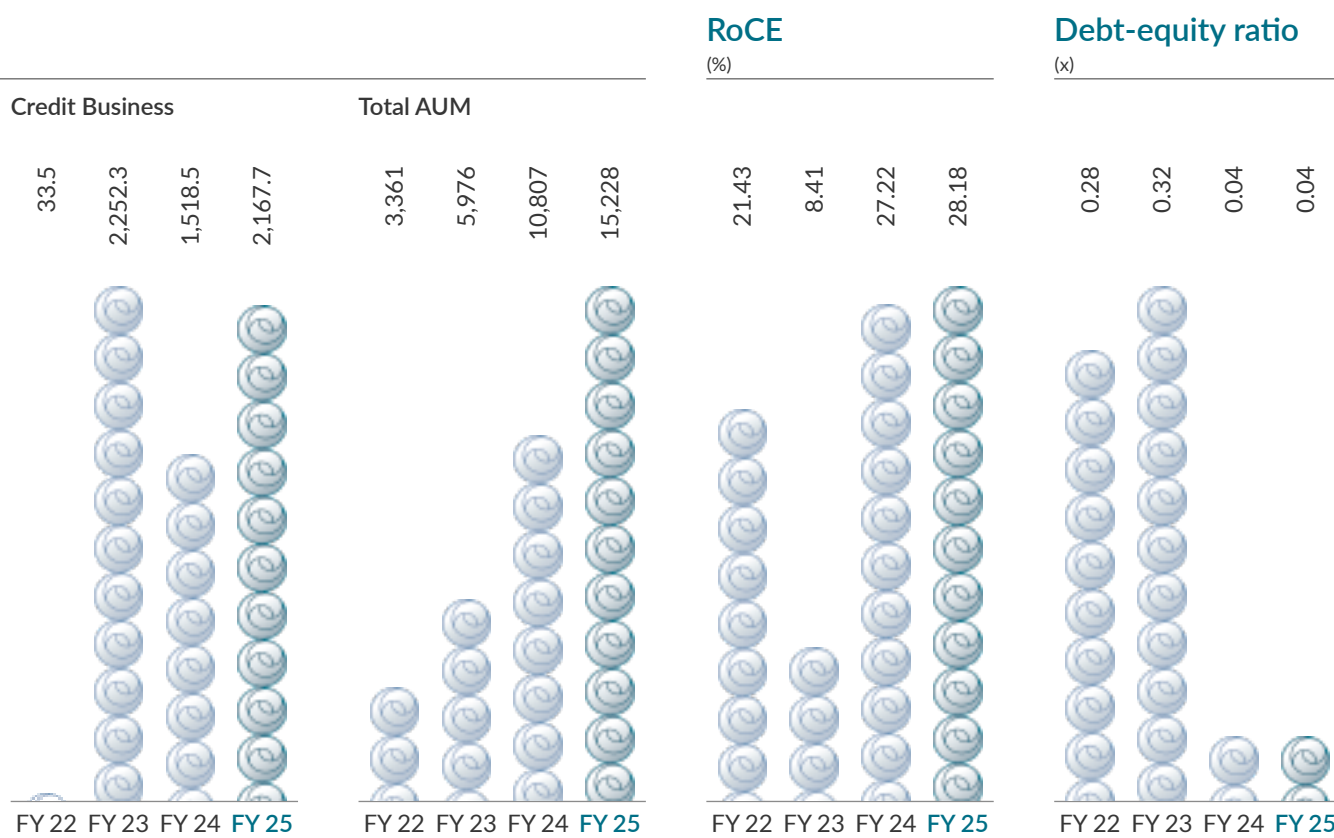 RoCE
(%)
Debt-equity ratio
(x)
Credit Business
Total AUM
33.5 2,252.3 1,518.5 2,167.7
3,361 5,976 10,807 15,228
21.43 8.41 27.22 28.18
0.28 0.32 0.04 0.04
FY 22 FY 23 FY 24 FY 25
FY 22 FY 23 FY 24 FY 25
FY 22 FY 23 FY 24 FY 25
FY 22 FY 23 FY 24 FY 25